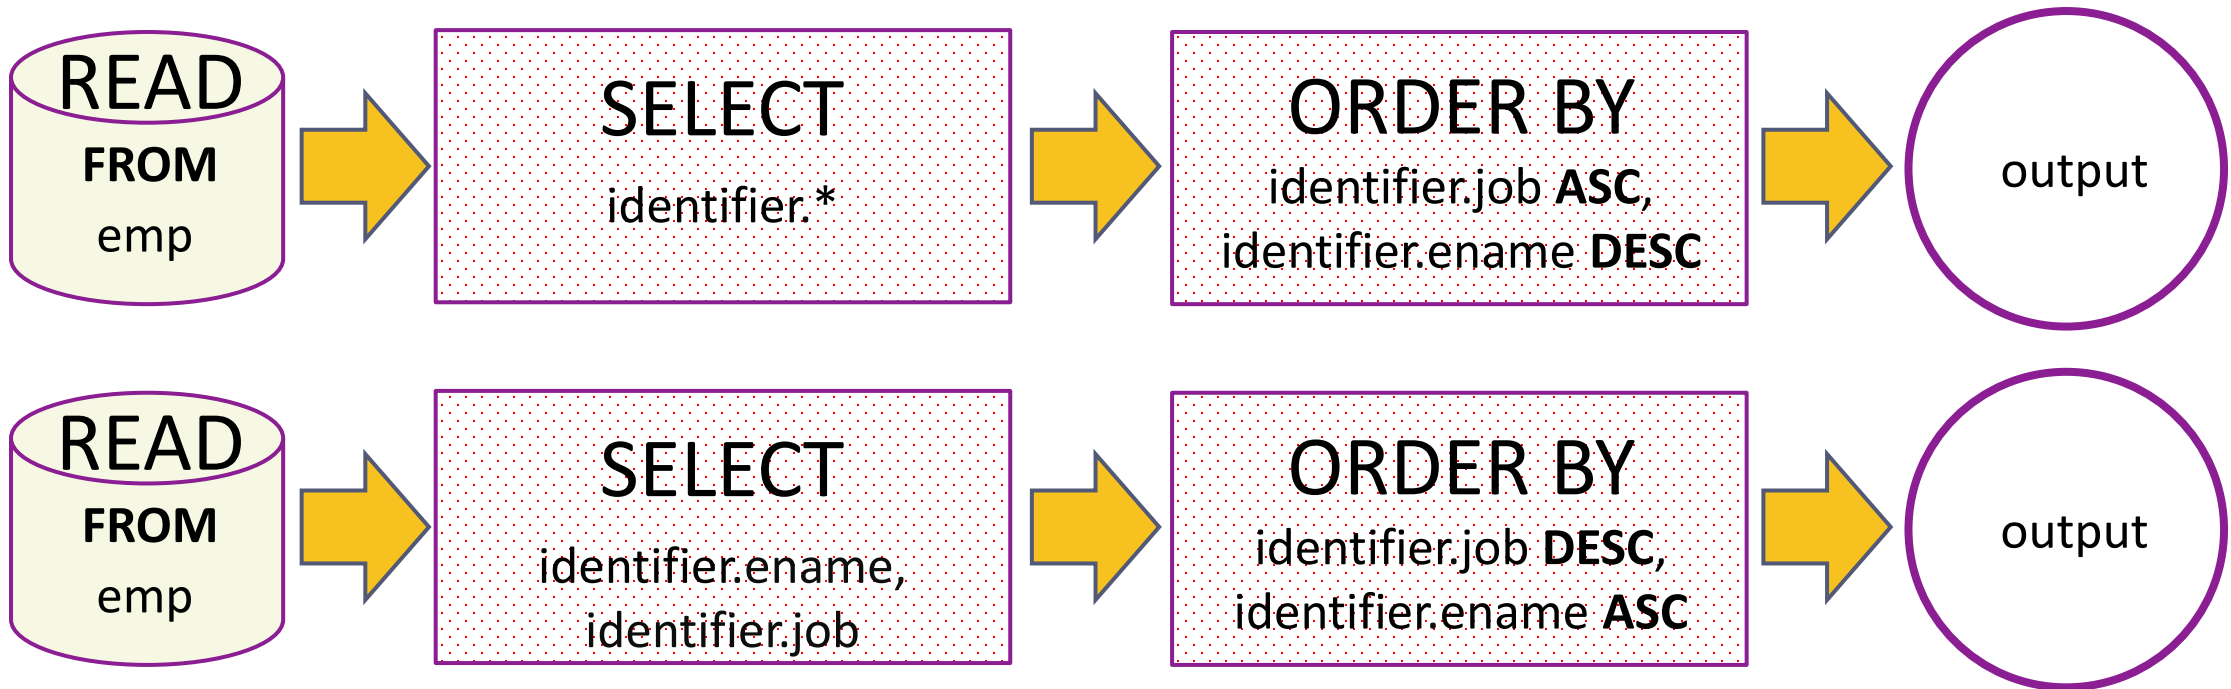 READ
FROM
emp
SELECT
identifier.*
ORDER BY
identifier.job ASC,
identifier.ename DESC
output
READ
FROM
emp
SELECT
identifier.ename,
identifier.job
ORDER BY
identifier.job DESC,
identifier.ename ASC
output